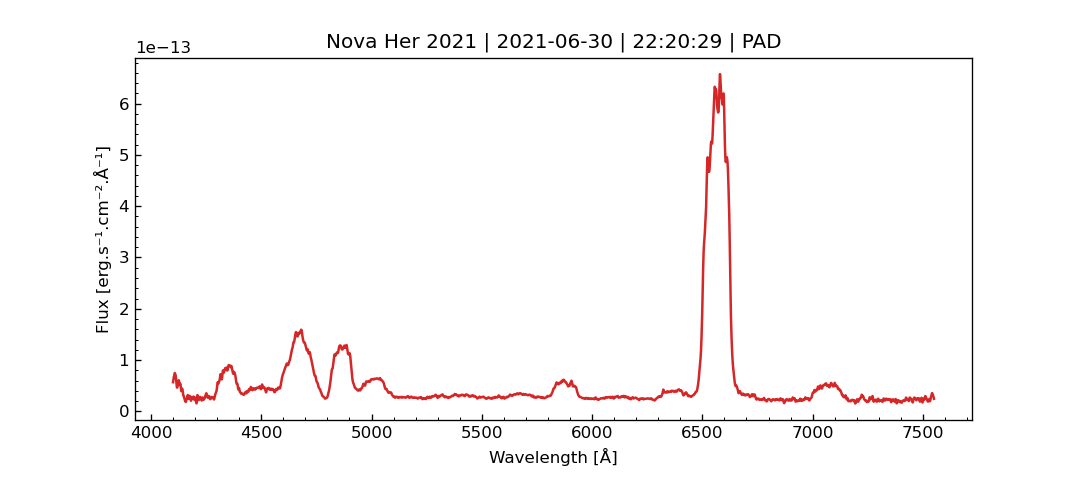 Nova Her 2021 | 2021-06-30 | 22:20:29 | PAD
1e−13
6
5
4
3
2
1
0
Flux [erg.s⁻¹.cm⁻².Å⁻¹]
4000 4500 5000 5500 6000 6500 7000 7500
Wavelength [Å]